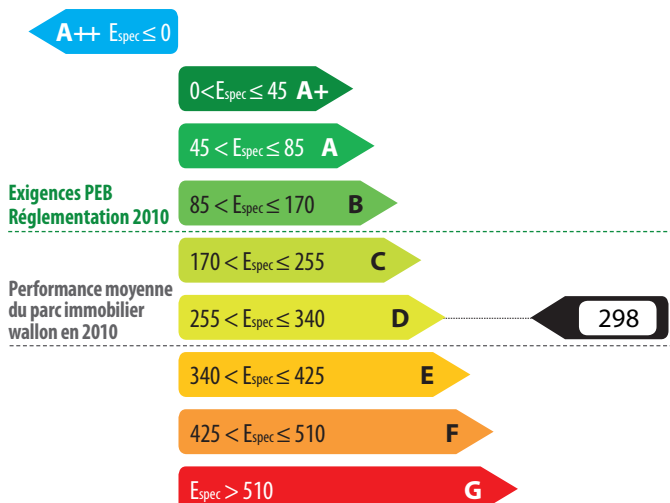 A++ Espec ≤ 0
0<Espec ≤ 45 A+
45 < Espec ≤ 85 A
Exigences PEB
Réglementation 2010
85 < Espec ≤ 170 B
170 < Espec ≤ 255 C
Performance moyenne
du parc immobilier
wallon en 2010
255 < Espec ≤ 340 D
298
340 < Espec ≤ 425 E
425 < Espec ≤ 510 F
Espec > 510 G